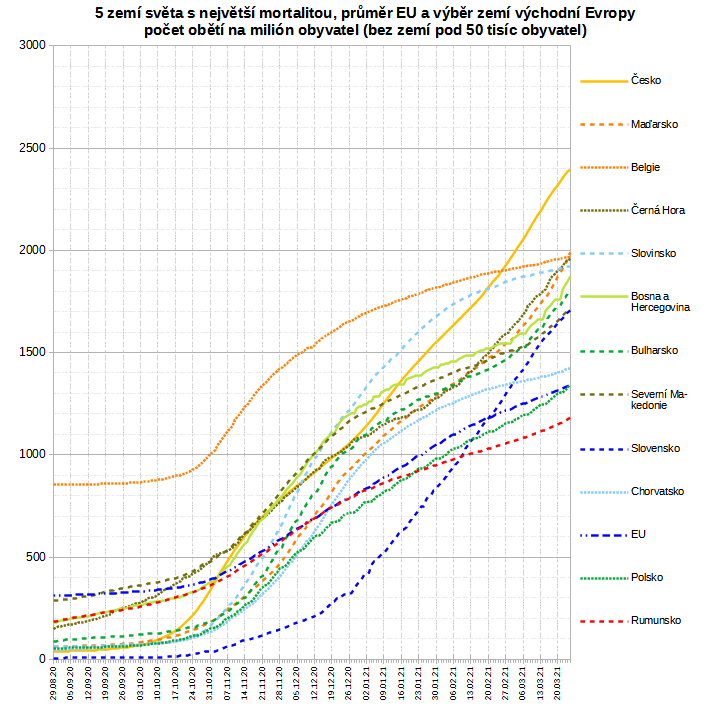 5 zemí světa s největší mortalitou, průměr EU a výběr zemí východní Evropy
počet obětí na milión obyvatel (bez zemí pod 50 tisíc obyvatel)
3000
2500
2000
1500
1000
500
0
29.08.20
05.09.20
12.09.20
19.09.20
26.09.20
03.10.20
10.10.20
17.10.20
24.10.20
31.10.20
07.11.20
14.11.20
21.11.20
28.11.20
05.12.20
12.12.20
19.12.20
26.12.20
02.01.21
09.01.21
16.01.21
23.01.21
30.01.21
06.02.21
13.02.21
20.02.21
27.02.21
06.03.21
13.03.21
20.03.21
Česko
Maďarsko
Belgie
Černá Hora
Slovinsko
Bosna a
Hercegovina
Bulharsko
Severní Ma-
kedonie
Slovensko
Chorvatsko
EU
Polsko
Rumunsko